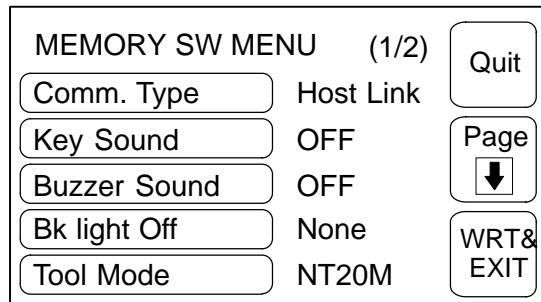 MEMORY SW MENU (1/2)
Quit
Comm. Type Host Link
Key Sound OFF
Page
Buzzer Sound OFF
Bk light Off None
WRT&
EXIT
Tool Mode NT20M